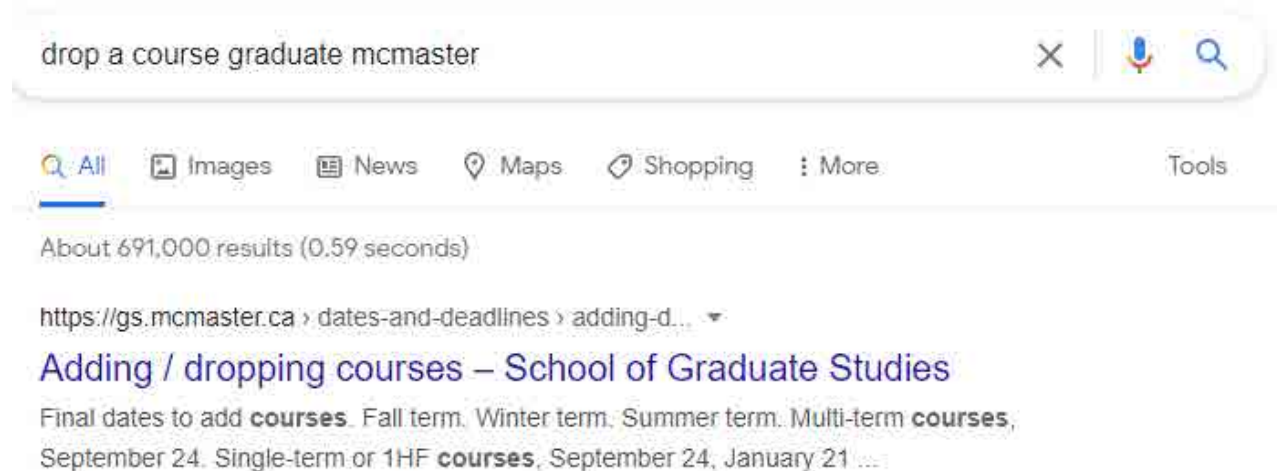 drop a course graduate mcmaster
All Images News Maps Shopping More Tools
About 691,000 results (0.59 seconds)
https://gs.mcmaster.ca › dates-and-deadlines › adding-d...
Adding / dropping courses – School of Graduate Studies
Final dates to add courses. Fall term. Winter term. Summer term. Multi-term courses,
September 24. Single-term or 1HF courses, September 24, January 21 ...